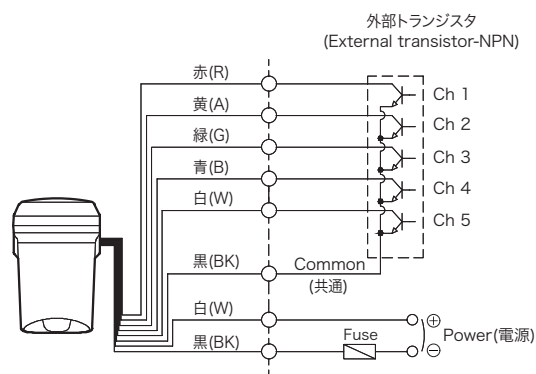 外部トランジスタ
(External transistor-NPN)
赤(R)
Ch 1
黄(A)
Ch 2
緑(G)
Ch 3
青(B)
Ch 4
白(W)
Ch 5
黒(BK)
Common
(共通)
白(W)
黒(BK)
Fuse
⊕
Power(電源)
⊖